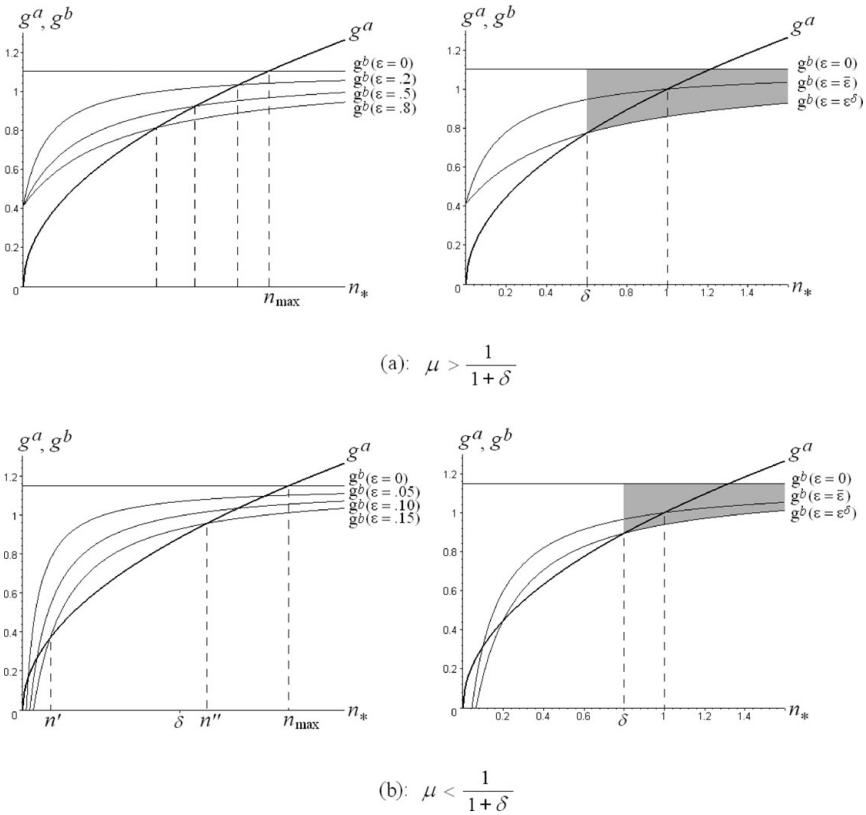 g^a, g^b
1.2
1
0.8
0.6
0.4
0.2
0
g^a
g^b(ε = 0)
g^b(ε = .2)
g^b(ε = .5)
g^b(ε = .8)
n_max
n_*
g^a, g^b
1.2
1
0.8
0.6
0.4
0.2
0
g^a
g^b(ε = 0)
g^b(ε = ε̄)
g^b(ε = ε^δ)
0.2 0.4 δ 0.8 1 1.2 1.4
n_*
(a): μ > 1/(1 + δ)
g^a, g^b
1.2
1
0.8
0.6
0.4
0.2
0
g^a
g^b(ε = 0)
g^b(ε = .05)
g^b(ε = .10)
g^b(ε = .15)
n' δ n'' n_max
n_*
g^a, g^b
1.2
1
0.8
0.6
0.4
0.2
0
g^a
g^b(ε = 0)
g^b(ε = ε̄)
g^b(ε = ε^δ)
0.2 0.4 0.6 δ 1 1.2 1.4
n_*
(b): μ < 1/(1 + δ)